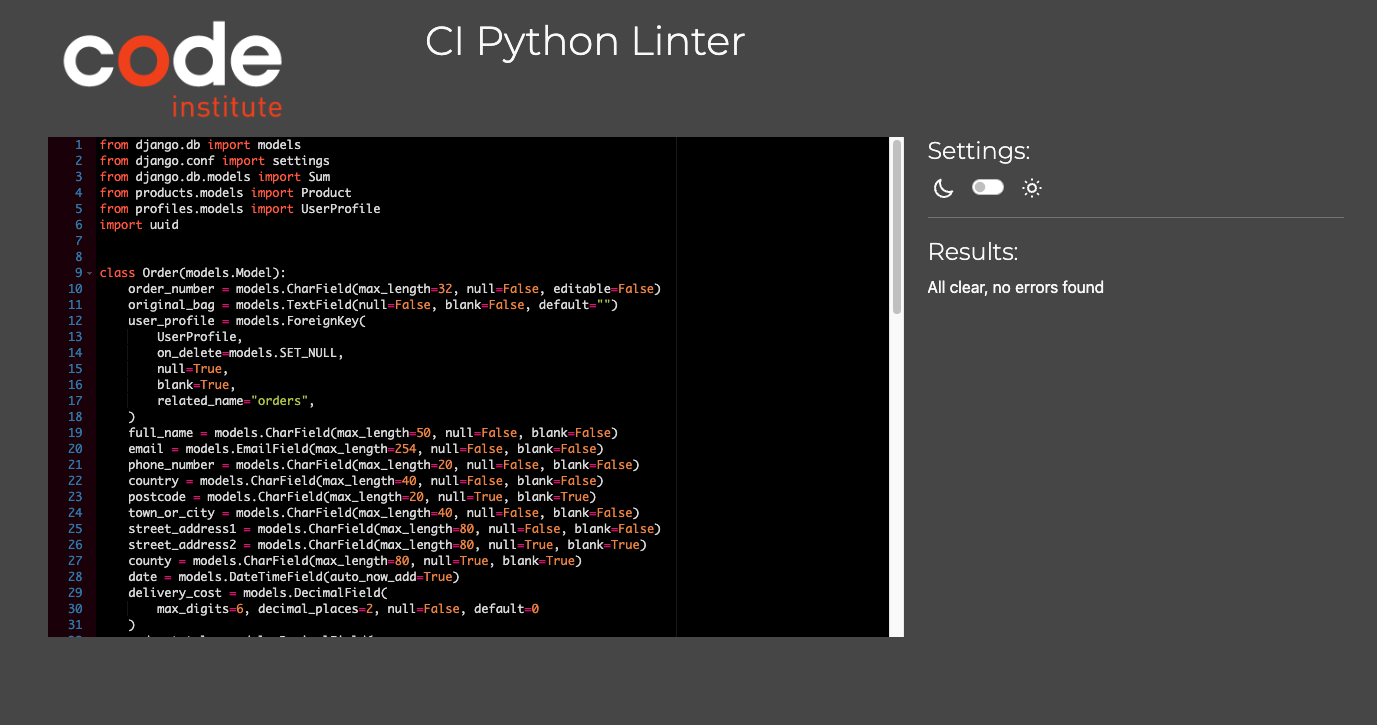 code
institute
CI Python Linter
1 from django.db import models
2 from django.conf import settings
3 from django.db.models import Sum
4 from products.models import Product
5 from profiles.models import UserProfile
6 import uuid
7
8
9 class Order(models.Model):
10     order_number = models.CharField(max_length=32, null=False, editable=False)
11     original_bag = models.TextField(null=False, blank=False, default="")
12     user_profile = models.ForeignKey(
13         UserProfile,
14         on_delete=models.SET_NULL,
15         null=True,
16         blank=True,
17         related_name="orders",
18     )
19     full_name = models.CharField(max_length=50, null=False, blank=False)
20     email = models.EmailField(max_length=254, null=False, blank=False)
21     phone_number = models.CharField(max_length=20, null=False, blank=False)
22     country = models.CharField(max_length=40, null=False, blank=False)
23     postcode = models.CharField(max_length=20, null=True, blank=True)
24     town_or_city = models.CharField(max_length=40, null=False, blank=False)
25     street_address1 = models.CharField(max_length=80, null=False, blank=False)
26     street_address2 = models.CharField(max_length=80, null=True, blank=True)
27     county = models.CharField(max_length=80, null=True, blank=True)
28     date = models.DateTimeField(auto_now_add=True)
29     delivery_cost = models.DecimalField(
30         max_digits=6, decimal_places=2, null=False, default=0
31     )
Settings:
Results:
All clear, no errors found